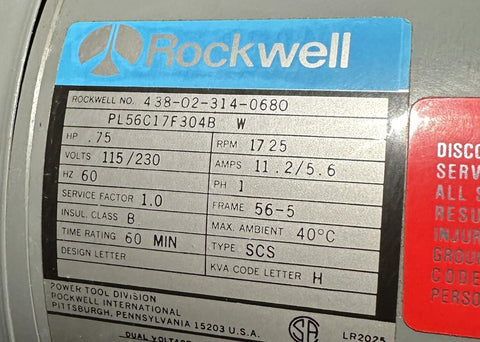 Rockwell
ROCKWELL NO. 438-02-314-0680
PL56C17F304B W
HP .75 RPM 1725
VOLTS 115/230 AMPS 11.2/5.6
HZ 60 PH 1
SERVICE FACTOR 1.0 FRAME 56-5
INSUL. CLASS B MAX. AMBIENT 40°C
TIME RATING 60 MIN TYPE SCS
DESIGN LETTER KVA CODE LETTER H
POWER TOOL DIVISION
ROCKWELL INTERNATIONAL
PITTSBURGH, PENNSYLVANIA 15203 U.S.A.
SA LR2025
DUAL VOLTA
DISCO
SERV
ALL S
RESU
INJUR
GROU
CODE
PERSO